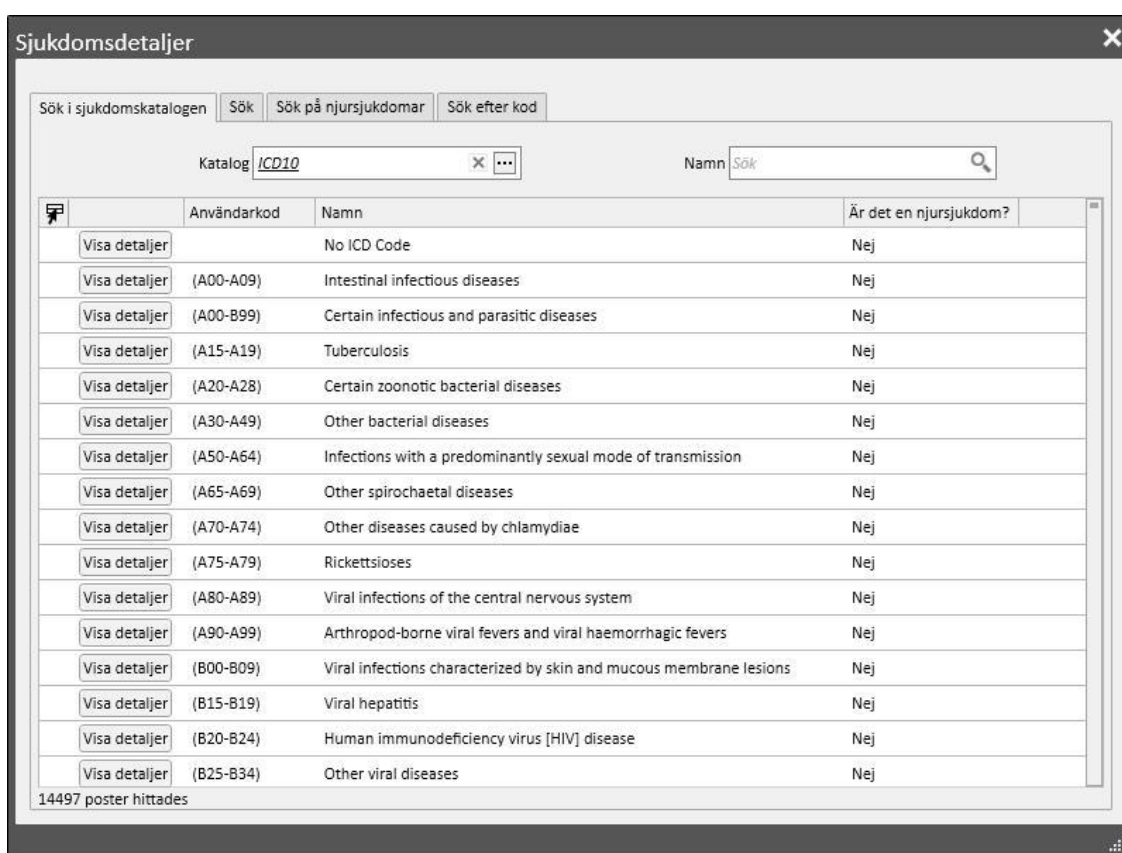 Sjukdomsdetaljer
Sök i sjukdomskatalogen Sök Sök på njursjukdomar Sök efter kod
Katalog ICD10 Namn Sök
Användarkod Namn Är det en njursjukdom?
Visa detaljer No ICD Code Nej
Visa detaljer (A00-A09) Intestinal infectious diseases Nej
Visa detaljer (A00-B99) Certain infectious and parasitic diseases Nej
Visa detaljer (A15-A19) Tuberculosis Nej
Visa detaljer (A20-A28) Certain zoonotic bacterial diseases Nej
Visa detaljer (A30-A49) Other bacterial diseases Nej
Visa detaljer (A50-A64) Infections with a predominantly sexual mode of transmission Nej
Visa detaljer (A65-A69) Other spirochaetal diseases Nej
Visa detaljer (A70-A74) Other diseases caused by chlamydiae Nej
Visa detaljer (A75-A79) Rickettsioses Nej
Visa detaljer (A80-A89) Viral infections of the central nervous system Nej
Visa detaljer (A90-A99) Arthropod-borne viral fevers and viral haemorrhagic fevers Nej
Visa detaljer (B00-B09) Viral infections characterized by skin and mucous membrane lesions Nej
Visa detaljer (B15-B19) Viral hepatitis Nej
Visa detaljer (B20-B24) Human immunodeficiency virus [HIV] disease Nej
Visa detaljer (B25-B34) Other viral diseases Nej
14497 poster hittades